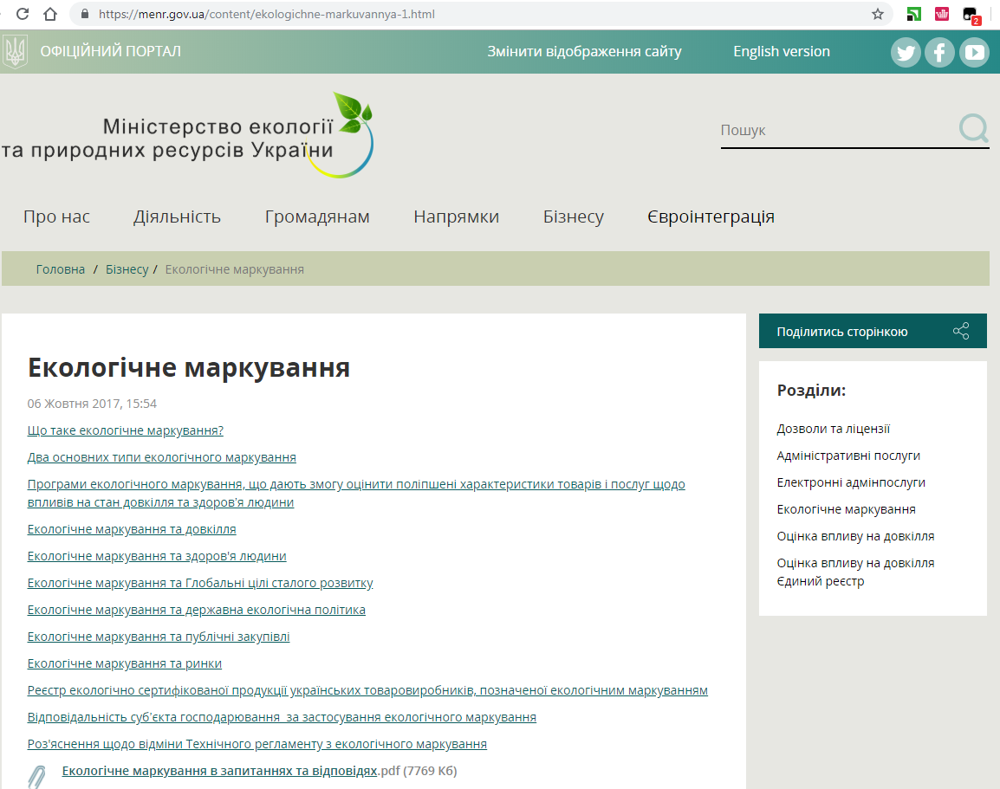 https://menr.gov.ua/content/ekologichne-markuvannya-1.html
2
ОФІЦІЙНИЙ ПОРТАЛ
Змінити відображення сайту
English version
Міністерство екології
та природних ресурсів України
Пошук
Про нас
Діяльність
Громадянам
Напрямки
Бізнесу
Євроінтеграція
Головна / Бізнесу / Екологічне маркування
Екологічне маркування
06 Жовтня 2017, 15:54
Що таке екологічне маркування?
Два основних типи екологічного маркування
Програми екологічного маркування, що дають змогу оцінити поліпшені характеристики товарів і послуг щодо
впливів на стан довкілля та здоров'я людини
Екологічне маркування та довкілля
Екологічне маркування та здоров'я людини
Екологічне маркування та Глобальні цілі сталого розвитку
Екологічне маркування та державна екологічна політика
Екологічне маркування та публічні закупівлі
Екологічне маркування та ринки
Реєстр екологічно сертифікованої продукції українських товаровиробників, позначеної екологічним маркуванням
Відповідальність суб'єкта господарювання  за застосування екологічного маркування
Роз'яснення щодо відміни Технічного регламенту з екологічного маркування
Екологічне маркування в запитаннях та відповідях.pdf (7769 Кб)
Поділитись сторінкою
Розділи:
Дозволи та ліцензії
Адміністративні послуги
Електронні адмінпослуги
Екологічне маркування
Оцінка впливу на довкілля
Оцінка впливу на довкілля
Єдиний реєстр